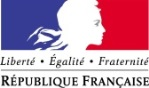 Liberté • Égalité • Fraternité
RÉPUBLIQUE FRANÇAISE